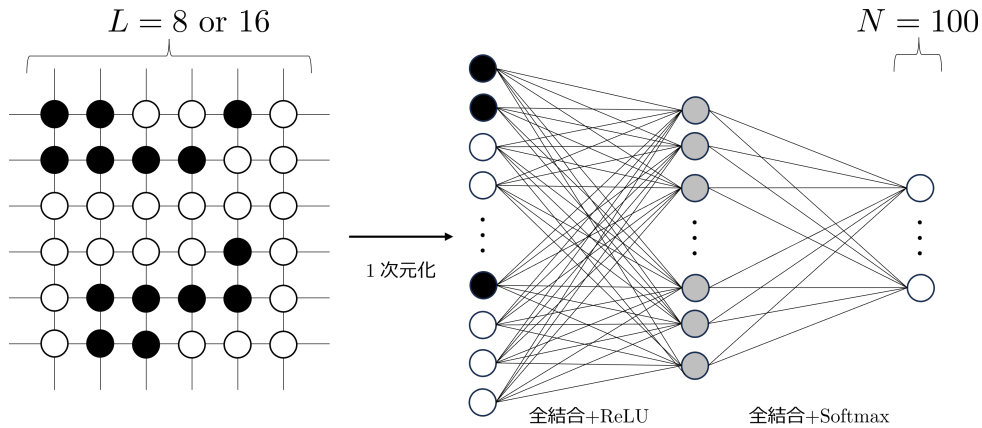 L = 8 or 16
N = 100
1 次元化
全結合+ReLU
全結合+Softmax